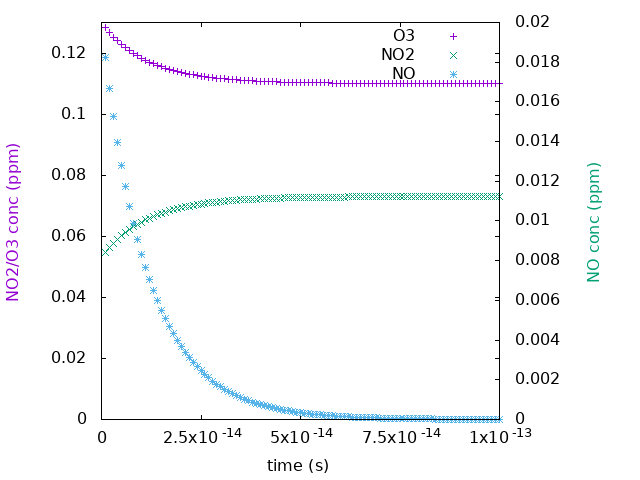 O3
NO2
NO
0.12
0.1
0.08
0.06
0.04
0.02
0
0.02
0.018
0.016
0.014
0.012
0.01
0.008
0.006
0.004
0.002
0
NO2/O3 conc (ppm)
NO conc (ppm)
0 2.5x10^-14 5x10^-14 7.5x10^-14 1x10^-13
time (s)